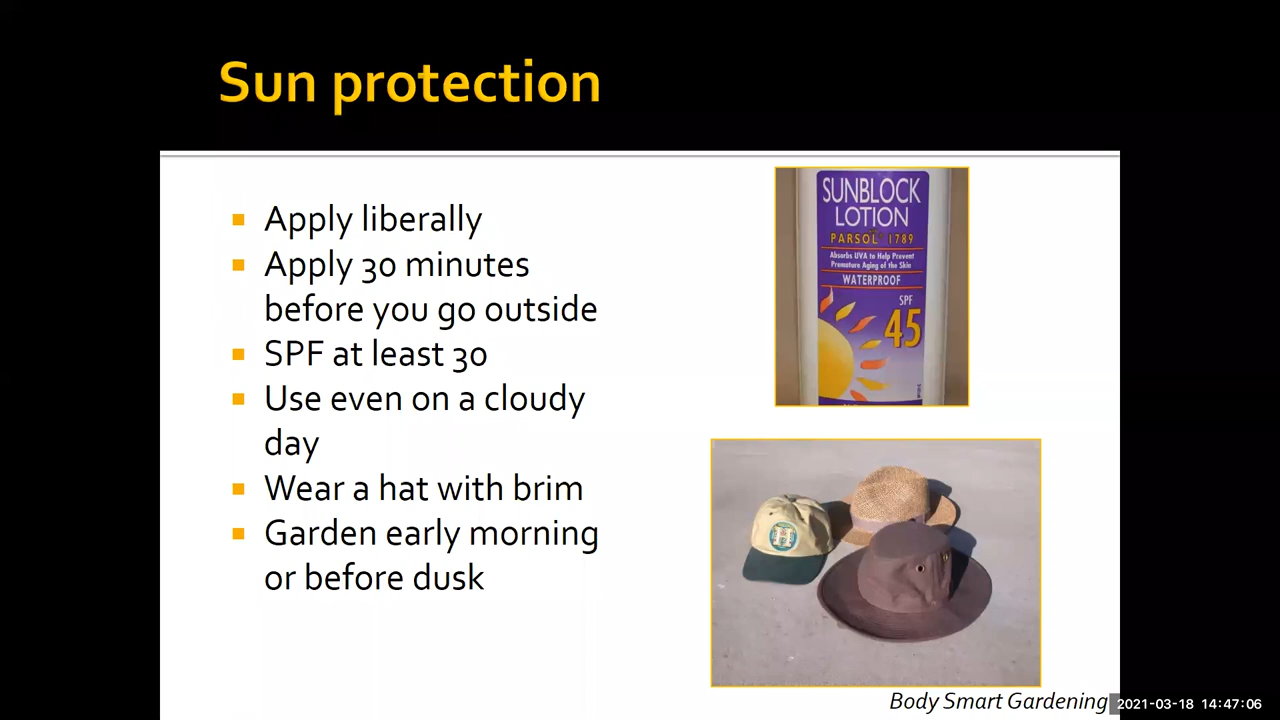 Sun protection
Apply liberally
Apply 30 minutes
before you go outside
SPF at least 30
Use even on a cloudy
day
Wear a hat with brim
Garden early morning
or before dusk
SUNBLOCK
LOTION
PARSOL 1789
Absorbs UVA to Help Prevent
Premature Aging of the Skin
WATERPROOF
SPF
45
H
Body Smart Gardening
2021-03-18 14:47:06